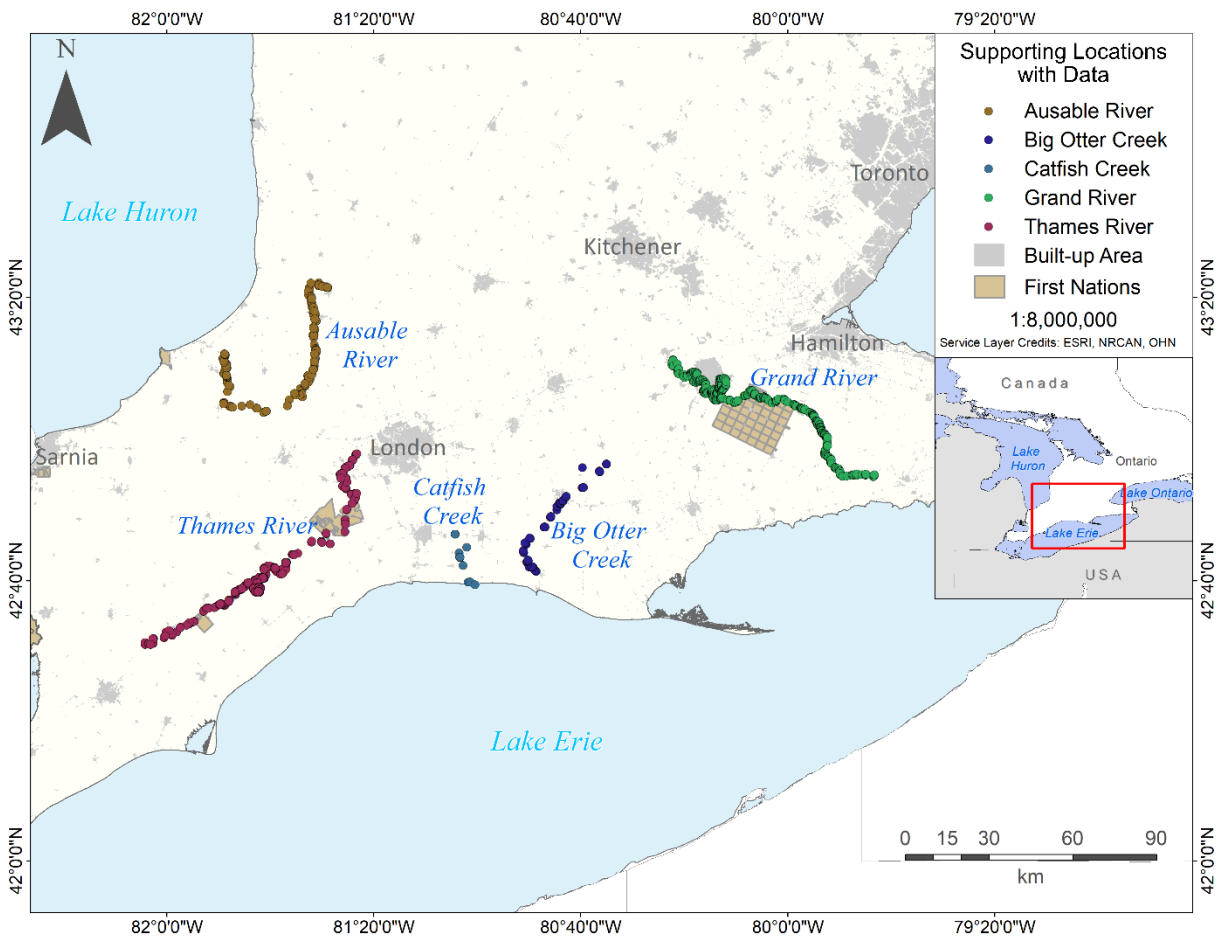 82°0'0"W
81°20'0"W
80°40'0"W
80°0'0"W
79°20'0"W
N
Supporting Locations
with Data
Ausable River
Big Otter Creek
Catfish Creek
Grand River
Thames River
Built-up Area
First Nations
1:8,000,000
Service Layer Credits: ESRI, NRCAN, OHN
Toronto
Lake Huron
Kitchener
43°20'0"N
43°20'0"N
Ausable
River
Hamilton
Grand River
Canada
Lake
Huron
Ontario
Lake Ontario
Lake Erie
USA
Sarnia
London
Catfish
Creek
Thames River
Big Otter
Creek
42°40'0"N
42°40'0"N
Lake Erie
42°0'0"N
42°0'0"N
0 15 30 60 90
km
82°0'0"W
81°20'0"W
80°40'0"W
80°0'0"W
79°20'0"W